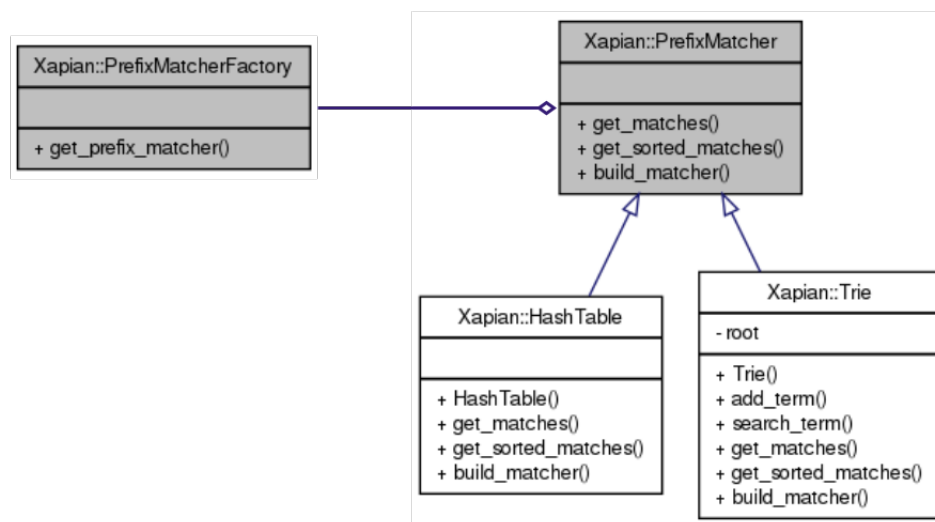 Xapian::PrefixMatcherFactory
+ get_prefix_matcher()
Xapian::PrefixMatcher
+ get_matches()
+ get_sorted_matches()
+ build_matcher()
Xapian::HashTable
+ HashTable()
+ get_matches()
+ get_sorted_matches()
+ build_matcher()
Xapian::Trie
- root
+ Trie()
+ add_term()
+ search_term()
+ get_matches()
+ get_sorted_matches()
+ build_matcher()